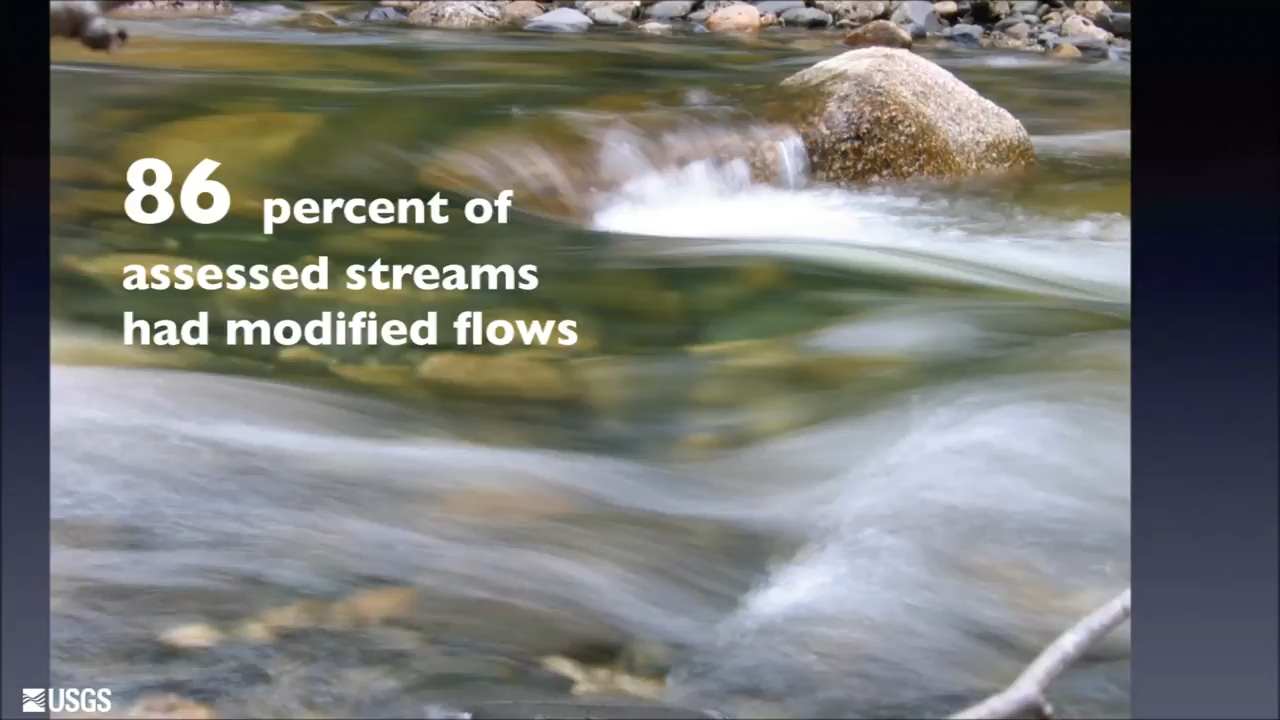 86 percent of
assessed streams
had modified flows
USGS